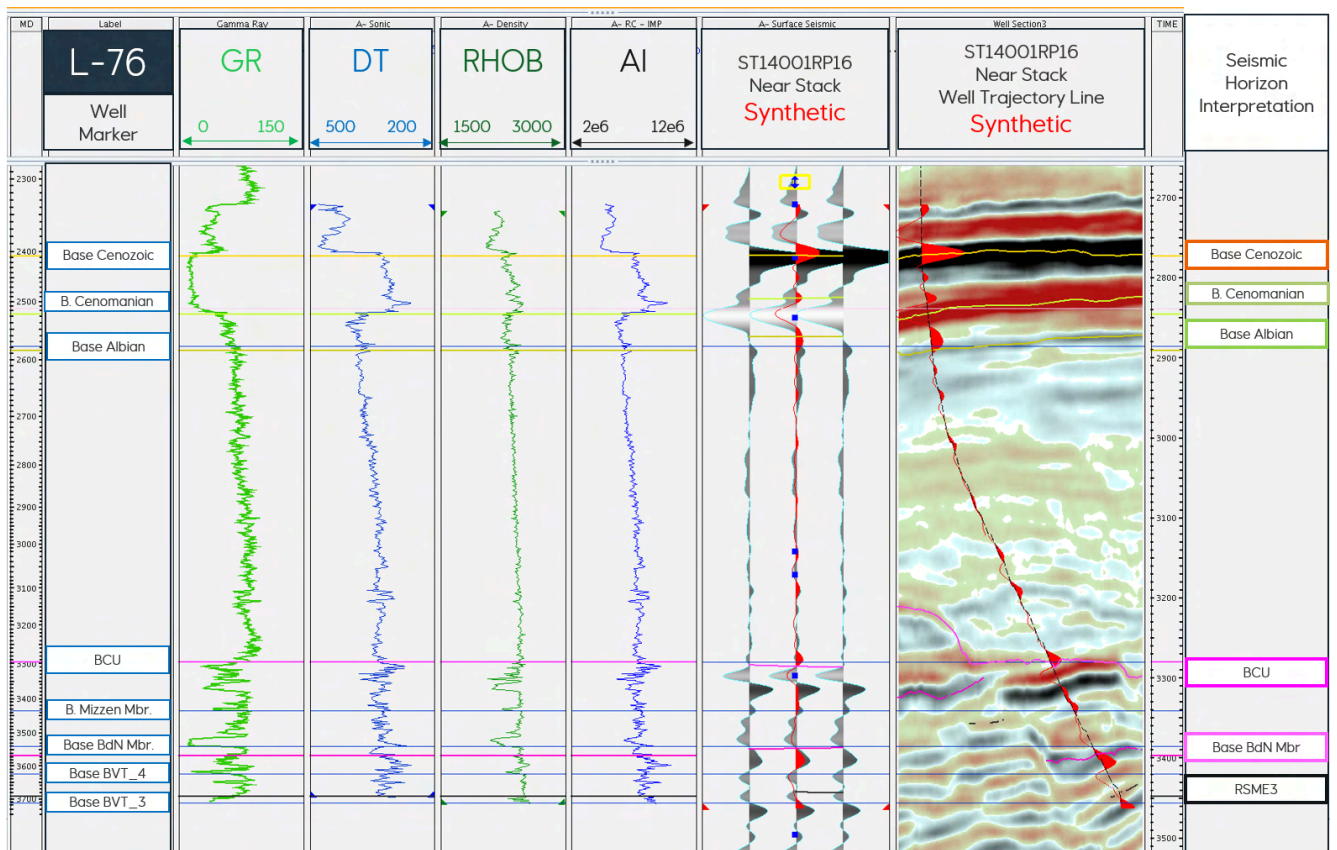 MD
Label
Gamma Ray
A- Sonic
A- Density
A- RC - IMP
A- Surface Seismic
Well Section3
TIME
L-76
Well
Marker
GR
0 150
DT
500 200
RHOB
1500 3000
AI
2e6 12e6
ST14001RP16
Near Stack
Synthetic
ST14001RP16
Near Stack
Well Trajectory Line
Synthetic
Seismic
Horizon
Interpretation
2300
2400
2500
2600
2700
2800
2900
3000
3100
3200
3300
3400
3500
3600
3700
Base Cenozoic
B. Cenomanian
Base Albian
BCU
B. Mizzen Mbr.
Base BdN Mbr.
Base BVT_4
Base BVT_3
2700
2800
2900
3000
3100
3200
3300
3400
3500
Base Cenozoic
B. Cenomanian
Base Albian
BCU
Base BdN Mbr
RSME3